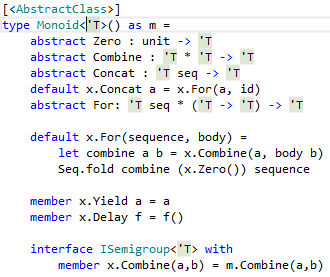 [<AbstractClass>]
type Monoid<'T>() as m =
    abstract Zero : unit -> 'T
    abstract Combine : 'T * 'T -> 'T
    abstract Concat : 'T seq -> 'T
    default x.Concat a = x.For(a, id)
    abstract For: 'T seq * ('T -> 'T) -> 'T
    default x.For(sequence, body) =
        let combine a b = x.Combine(a, body b)
        Seq.fold combine (x.Zero()) sequence
    member x.Yield a = a
    member x.Delay f = f()
    interface ISemigroup<'T> with
        member x.Combine(a,b) = m.Combine(a,b)